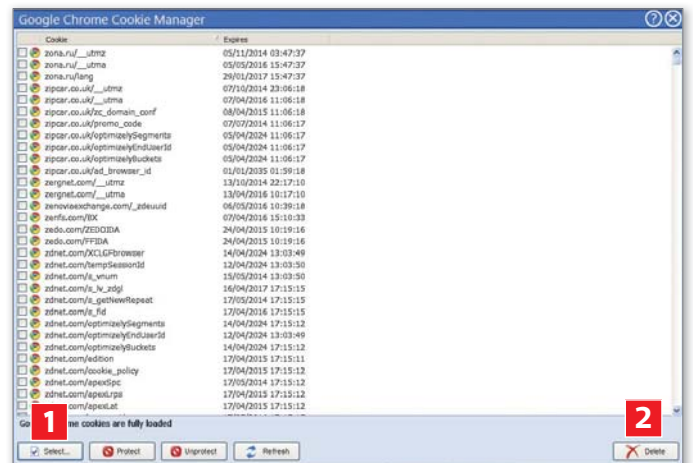 Google Chrome Cookie Manager
Cookie Expires
zona.ru/__utmz 05/11/2014 03:47:37
zona.ru/__utma 05/05/2016 15:47:37
zona.ru/lang 29/01/2017 15:47:37
zipcar.co.uk/__utmz 07/10/2014 23:06:18
zipcar.co.uk/__utma 07/04/2016 11:06:18
zipcar.co.uk/zc_domain_conf 08/04/2015 11:06:18
zipcar.co.uk/promo_code 07/07/2014 11:06:17
zipcar.co.uk/optimizelySegments 05/04/2024 11:06:17
zipcar.co.uk/optimizelyEndUserId 05/04/2024 11:06:17
zipcar.co.uk/optimizelyBuckets 05/04/2024 11:06:17
zipcar.co.uk/ad_browser_id 01/01/2035 01:59:18
zergnet.com/__utmz 13/10/2014 22:17:10
zergnet.com/__utma 13/04/2016 10:17:10
zenoviaexchange.com/_zdeuuid 06/05/2016 10:39:18
zenfs.com/BX 07/04/2016 15:10:33
zedo.com/ZEDOIDA 24/04/2015 10:19:16
zedo.com/FFIDA 24/04/2015 10:19:16
zdnet.com/XCLGFbrowser 14/04/2024 13:03:49
zdnet.com/tempSessionId 12/04/2024 13:03:50
zdnet.com/s_vnum 15/05/2014 13:03:50
zdnet.com/s_lv_zdgl 16/04/2017 17:15:15
zdnet.com/s_getNewRepeat 17/05/2014 17:15:15
zdnet.com/s_fid 17/04/2016 17:15:15
zdnet.com/optimizelySegments 14/04/2024 17:15:12
zdnet.com/optimizelyEndUserId 12/04/2024 13:03:49
zdnet.com/optimizelyBuckets 14/04/2024 17:15:12
zdnet.com/edition 17/04/2015 17:15:11
zdnet.com/cookie_policy 17/04/2015 17:15:12
zdnet.com/apexSpc 17/05/2014 17:15:12
zdnet.com/apexLrps 17/04/2015 17:15:12
zdnet.com/apexLat 17/04/2015 17:15:12
Go me cookies are fully loaded
1 2
Select... Protect Unprotect Refresh Delete